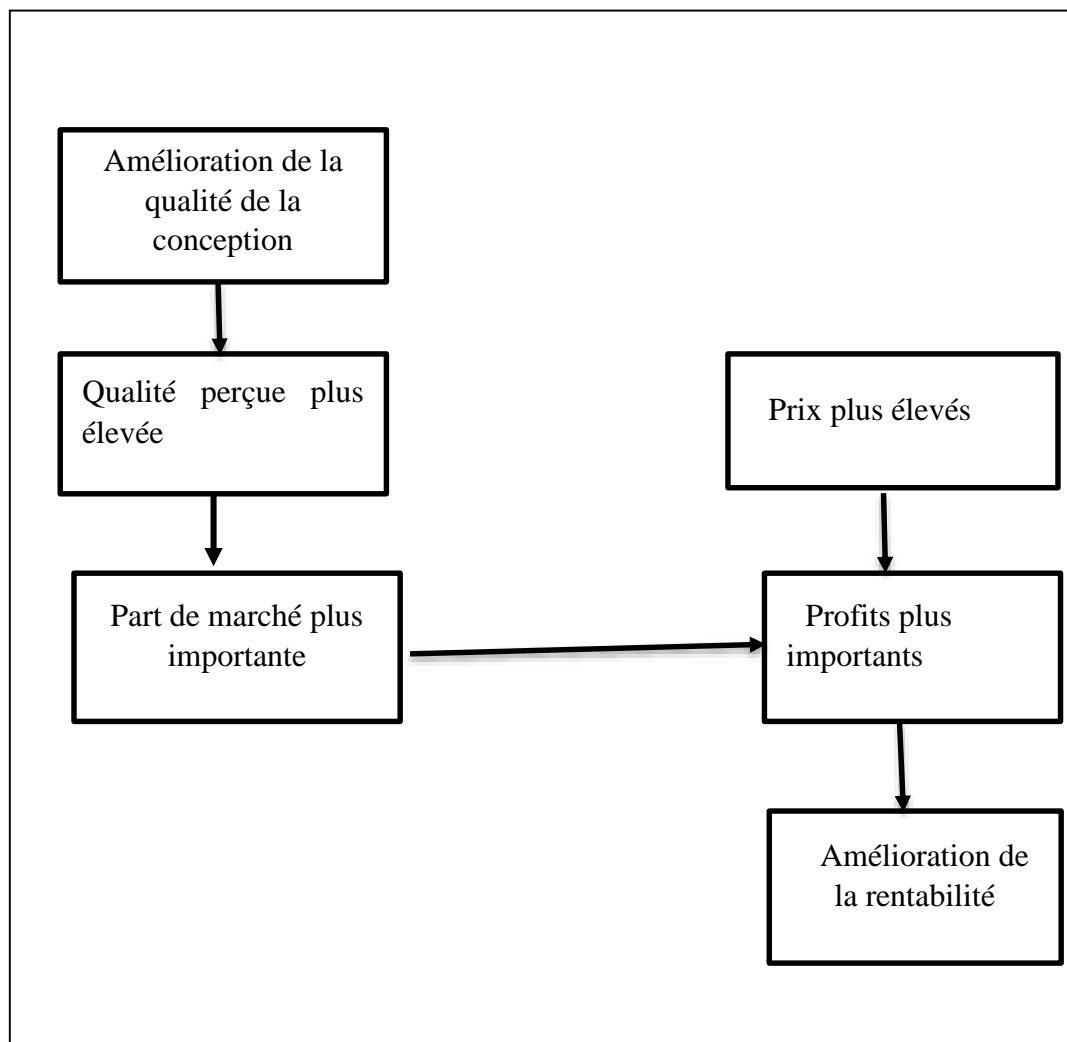 Amélioration de la
qualité de la
conception
Qualité perçue plus
élevée
Part de marché plus
importante
Prix plus élevés
Profits plus
importants
Amélioration de
la rentabilité